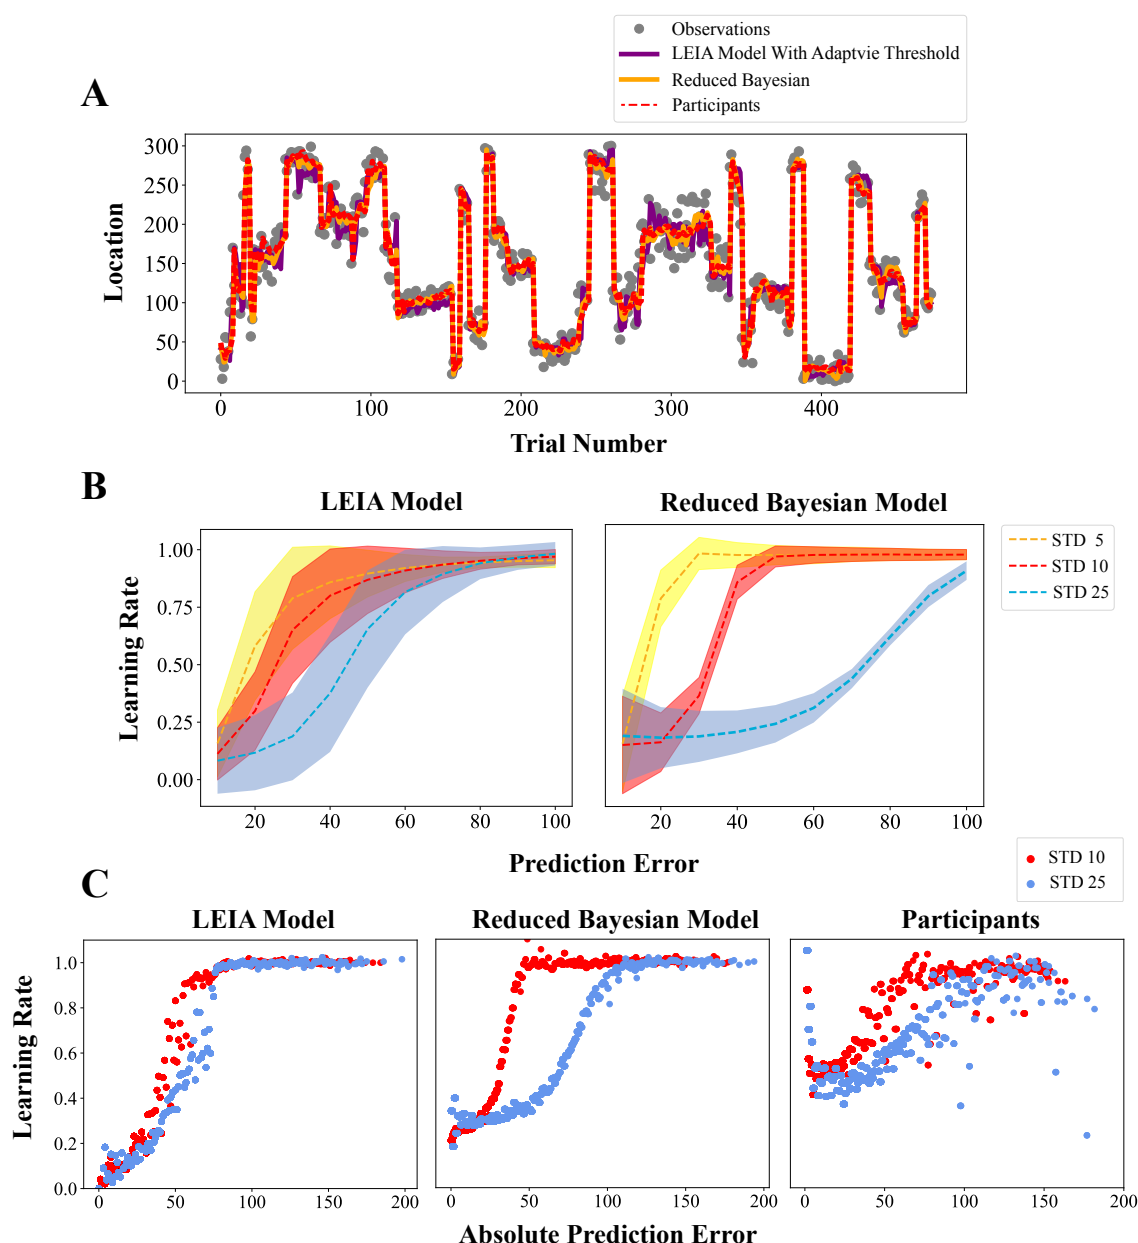 Observations
LEIA Model With Adaptvie Threshold
Reduced Bayesian
Participants
A
300
250
200
150
100
50
0
Location
0 100 200 300 400
Trial Number
B
LEIA Model Reduced Bayesian Model
1.00
0.75
0.50
0.25
0.00
Learning Rate
20 40 60 80 100
20 40 60 80 100
STD 5
STD 10
STD 25
Prediction Error
STD 10
STD 25
C
LEIA Model Reduced Bayesian Model Participants
1.0
0.8
0.6
0.4
0.2
0.0
Learning Rate
0 50 100 150 200
0 50 100 150 200
0 50 100 150 200
Absolute Prediction Error